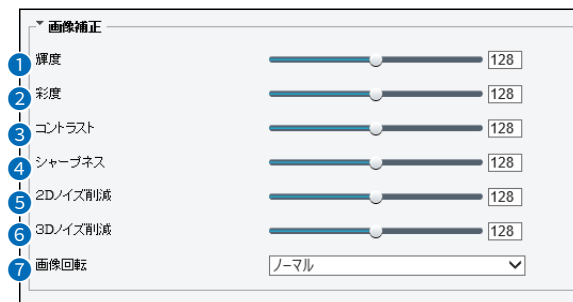 画像補正
1 輝度 128
2 彩度 128
3 コントラスト 128
4 シャープネス 128
5 2Dノイズ削減 128
6 3Dノイズ削減 128
7 画像回転 ノーマル